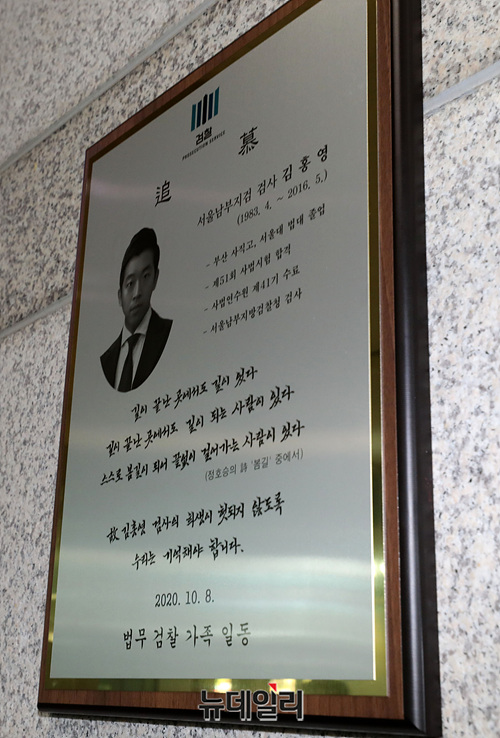 검찰
PROSECUTION SERVICE
追 慕
서울남부지검 검사 김 홍 영
(1983. 4. ~ 2016. 5.)
- 부산 사직고, 서울대 법대 졸업
- 제51회 사법시험 합격
- 사법연수원 제41기 수료
- 서울남부지방검찰청 검사
길이 끝난 곳에서도 길이 있다
길이 끝난 곳에서도 길이 되는 사람이 있다
스스로 봄길이 되어 끝없이 걸어가는 사람이 있다
(정호승의 詩 '봄길' 중에서)
故 김홍영 검사의 희생이 헛되지 않도록
우리는 기억해야 합니다.
2020. 10. 8.
법무 검찰 가족 일동
뉴데일리